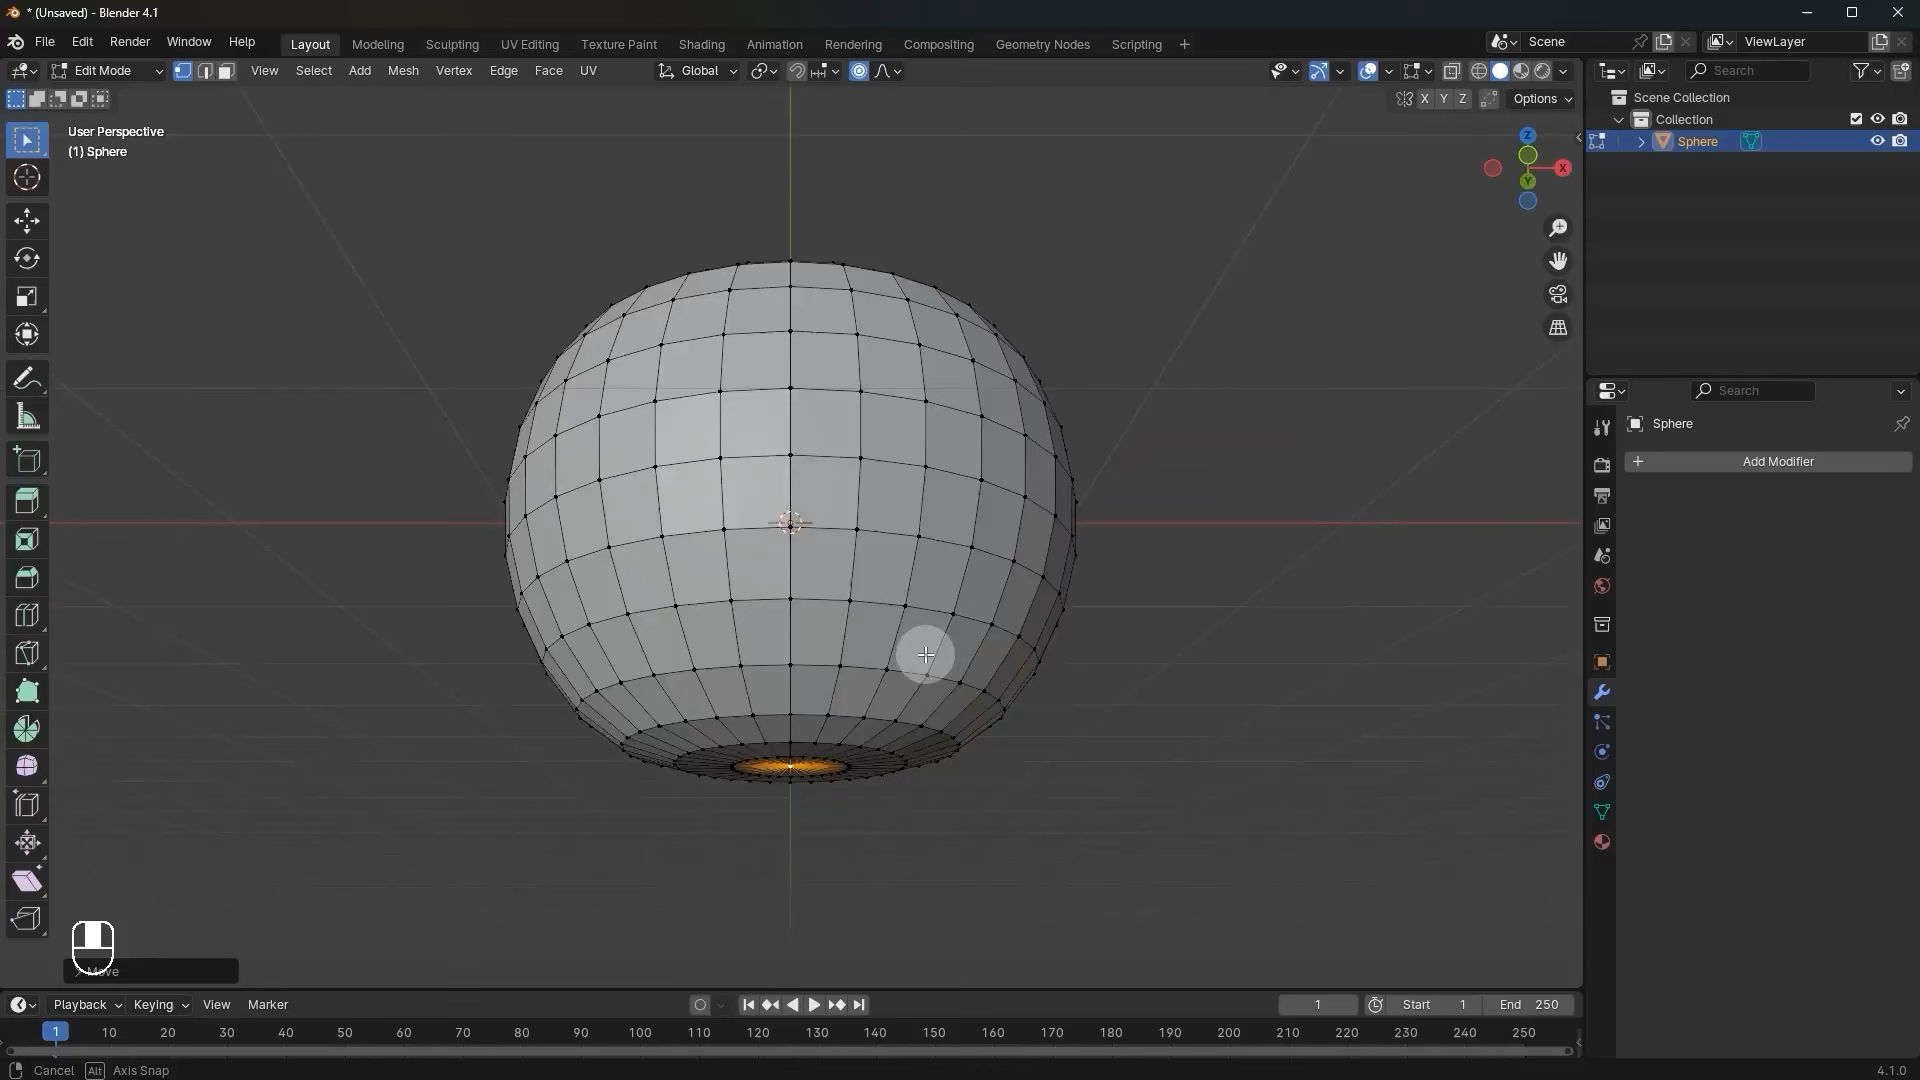 * (Unsaved) - Blender 4.1
File Edit Render Window Help Layout Modeling Sculpting UV Editing Texture Paint Shading Animation Rendering Compositing Geometry Nodes Scripting + Scene ViewLayer
Edit Mode View Select Add Mesh Vertex Edge Face UV Global Search
X Y Z Options Scene Collection
User Perspective
(1) Sphere
Collection
Sphere
Z
X
Y
Search
Sphere
+ Add Modifier
Move
Playback Keying View Marker 1 Start 1 End 250
1 10 20 30 40 50 60 70 80 90 100 110 120 130 140 150 160 170 180 190 200 210 220 230 240 250
Cancel Alt Axis Snap 4.1.0